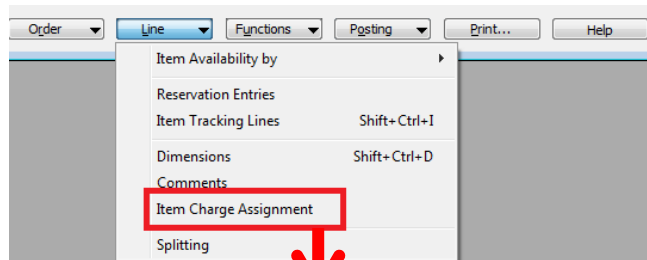 Order Line Functions Posting Print... Help
Item Availability by
Reservation Entries
Item Tracking Lines Shift+Ctrl+I
Dimensions Shift+Ctrl+D
Comments
Item Charge Assignment
Splitting